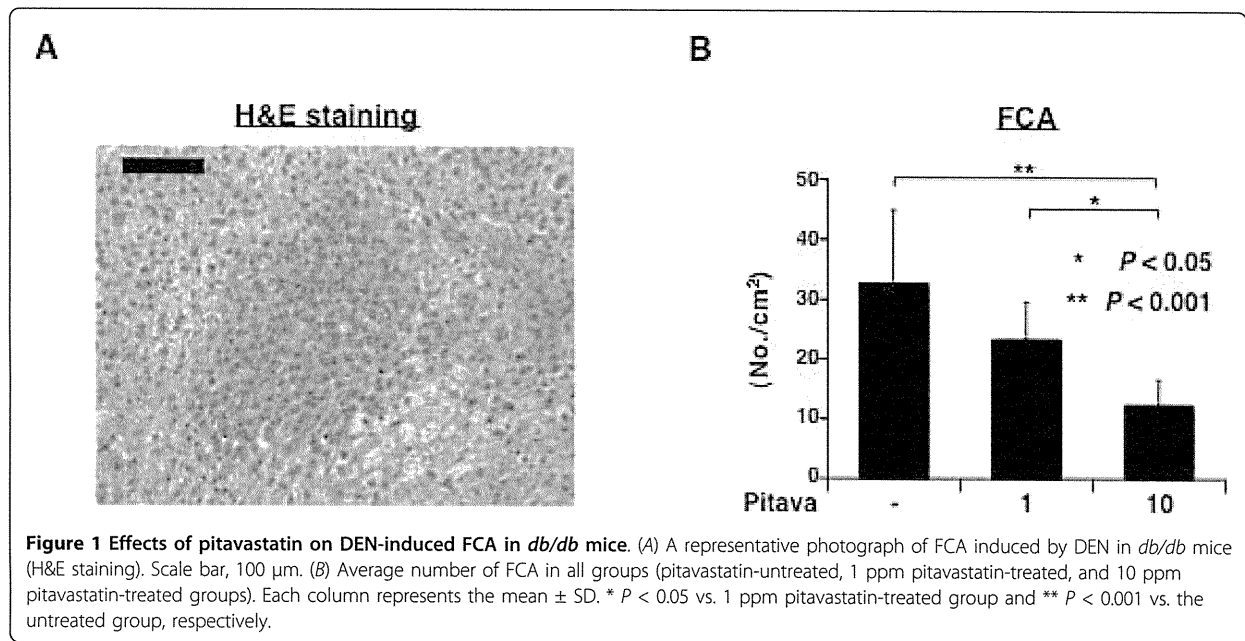 A
B
H&E staining
FCA
**
*
50
40
30
20
10
0
(No./cm²)
* P < 0.05
** P < 0.001
Pitava - 1 10
Figure 1 Effects of pitavastatin on DEN-induced FCA in db/db mice. (A) A representative photograph of FCA induced by DEN in db/db mice
(H&E staining). Scale bar, 100 μm. (B) Average number of FCA in all groups (pitavastatin-untreated, 1 ppm pitavastatin-treated, and 10 ppm
pitavastatin-treated groups). Each column represents the mean ± SD. * P < 0.05 vs. 1 ppm pitavastatin-treated group and ** P < 0.001 vs. the
untreated group, respectively.